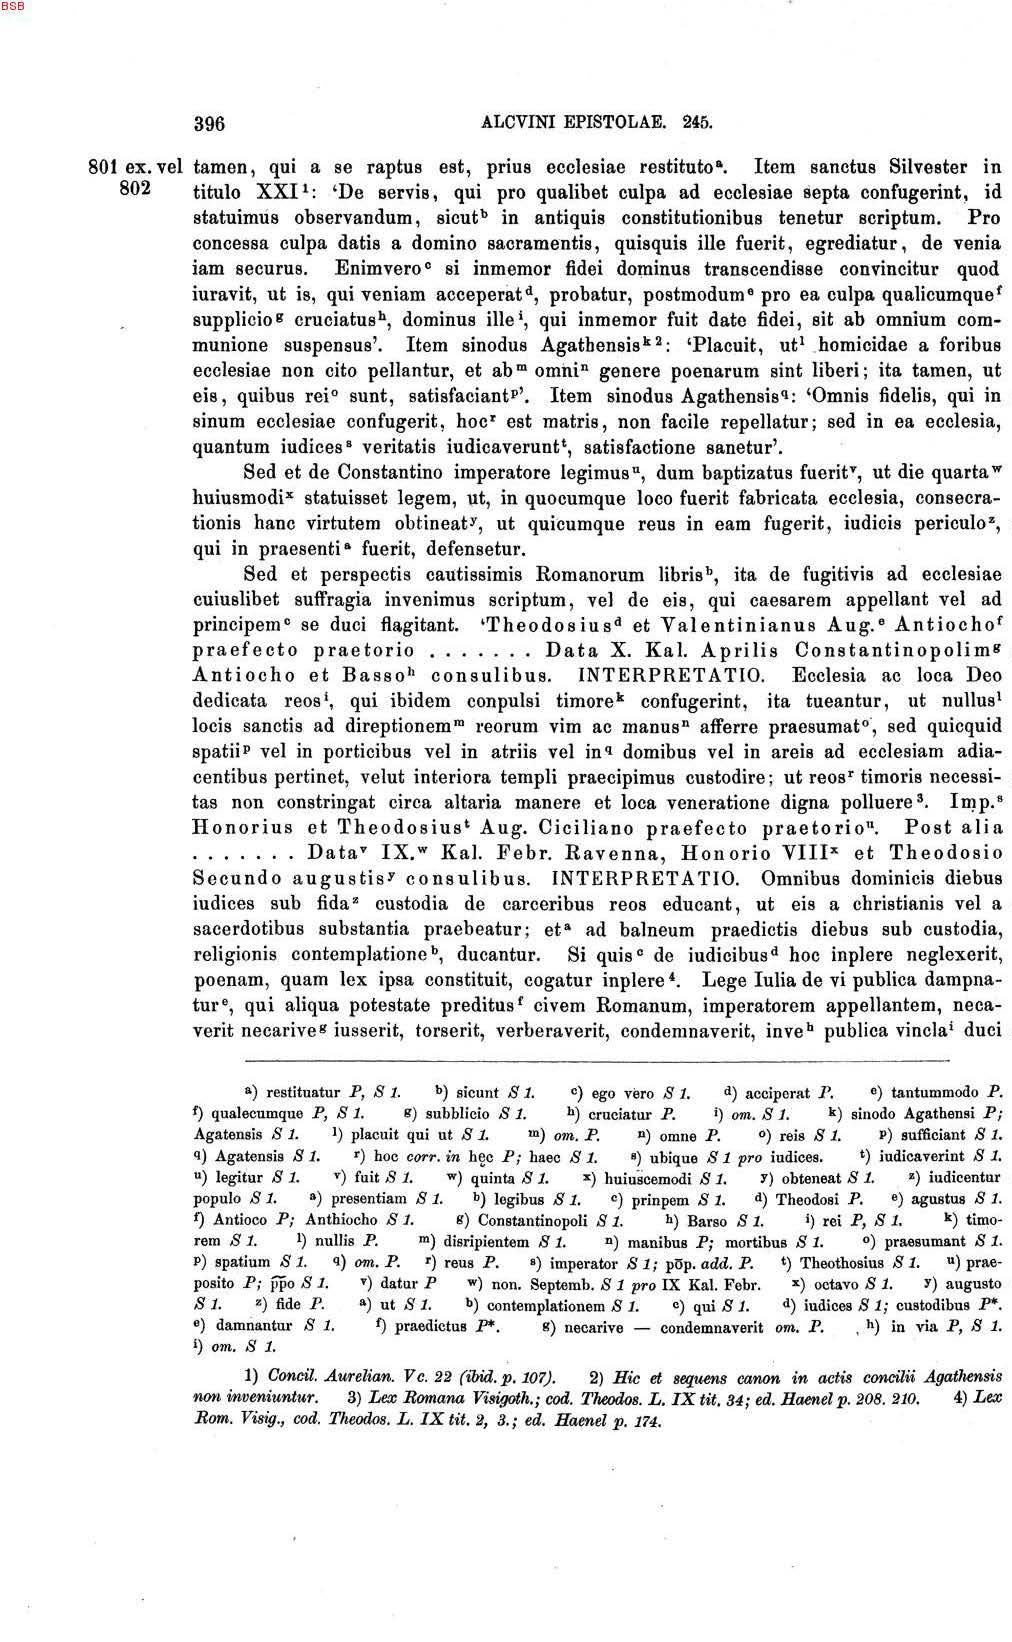 BSB
396 ALCVINI EPISTOLAE. 245.
801 ex. vel tamen, qui a se raptus est, prius ecclesiae restituto a. Item sanctus Silvester in
802 titulo XXI 1: 'De servis, qui pro qualibet culpa ad ecclesiae septa confugerint, id
statuimus observandum, sicut b in antiquis constitutionibus tenetur scriptum. Pro
concessa culpa datis a domino sacramentis, quisquis ille fuerit, egrediatur, de venia
iam securus. Enimvero c si inmemor fidei dominus transcendisse convincitur quod
iuravit, ut is, qui veniam acceperat d, probatur, postmodum e pro ea culpa qualicumque f
supplicio g cruciatus h, dominus ille i, qui inmemor fuit date fidei, sit ab omnium com-
munione suspensus'. Item sinodus Agathensis k 2: 'Placuit, ut l homicidae a foribus
ecclesiae non cito pellantur, et ab m omni n genere poenarum sint liberi; ita tamen, ut
eis, quibus rei o sunt, satisfaciant p'. Item sinodus Agathensis q: 'Omnis fidelis, qui in
sinum ecclesiae confugerit, hoc r est matris, non facile repellatur; sed in ea ecclesia,
quantum iudices s veritatis iudicaverunt t, satisfactione sanetur'.
Sed et de Constantino imperatore legimus u, dum baptizatus fuerit v, ut die quarta w
huiusmodi x statuisset legem, ut, in quocumque loco fuerit fabricata ecclesia, consecra-
tionis hanc virtutem obtineat y, ut quicumque reus in eam fugerit, iudicis periculo z,
qui in praesenti a fuerit, defensetur.
Sed et perspectis cautissimis Romanorum libris b, ita de fugitivis ad ecclesiae
cuiuslibet suffragia invenimus scriptum, vel de eis, qui caesarem appellant vel ad
principem c se duci flagitant. 'Theodosius d et Valentinianus Aug. e Antiocho f
praefecto praetorio . . . . . . . Data X. Kal. Aprilis Constantinopolim g
Antiocho et Basso h consulibus. INTERPRETATIO. Ecclesia ac loca Deo
dedicata reos i, qui ibidem conpulsi timore k confugerint, ita tueantur, ut nullus l
locis sanctis ad direptionem m reorum vim ac manus n afferre praesumat o, sed quicquid
spatii p vel in porticibus vel in atriis vel in q domibus vel in areis ad ecclesiam adia-
centibus pertinet, velut interiora templi praecipimus custodire; ut reos r timoris necessi-
tas non constringat circa altaria manere et loca veneratione digna polluere 3. Imp. s
Honorius et Theodosius t Aug. Ciciliano praefecto praetorio u. Post alia
. . . . . . . Data v IX. w Kal. Febr. Ravenna, Honorio VIII x et Theodosio
Secundo augustis y consulibus. INTERPRETATIO. Omnibus dominicis diebus
iudices sub fida z custodia de carceribus reos educant, ut eis a christianis vel a
sacerdotibus substantia praebeatur; et a ad balneum praedictis diebus sub custodia,
religionis contemplatione b, ducantur. Si quis c de iudicibus d hoc inplere neglexerit,
poenam, quam lex ipsa constituit, cogatur inplere 4. Lege Iulia de vi publica dampna-
tur e, qui aliqua potestate preditus f civem Romanum, imperatorem appellantem, neca-
verit necarive g iusserit, torserit, verberaverit, condemnaverit, inve h publica vincla i duci
a) restituatur P, S 1. b) sicunt S 1. c) ego vero S 1. d) acciperat P. e) tantummodo P.
f) qualecumque P, S 1. g) subblicio S 1. h) cruciatur P. i) om. S 1. k) sinodo Agathensi P;
Agatensis S 1. l) placuit qui ut S 1. m) om. P. n) omne P. o) reis S 1. p) sufficiant S 1.
q) Agatensis S 1. r) hoc corr. in hęc P; haec S 1. s) ubique S 1 pro iudices. t) iudicaverint S 1.
u) legitur S 1. v) fuit S 1. w) quinta S 1. x) huiuscemodi S 1. y) obteneat S 1. z) iudicentur
populo S 1. a) presentiam S 1. b) legibus S 1. c) prinpem S 1. d) Theodosi P. e) agustus S 1.
f) Antioco P; Anthiocho S 1. g) Constantinopoli S 1. h) Barso S 1. i) rei P, S 1. k) timo-
rem S 1. l) nullis P. m) disripientem S 1. n) manibus P; mortibus S 1. o) praesumant S 1.
p) spatium S 1. q) om. P. r) reus P. s) imperator S 1; pōp. add. P. t) Theothosius S 1. u) prae-
posito P; p̄p̄o S 1. v) datur P w) non. Septemb. S 1 pro IX Kal. Febr. x) octavo S 1. y) augusto
S 1. z) fide P. a) ut S 1. b) contemplationem S 1. c) qui S 1. d) iudices S 1; custodibus P*.
e) damnantur S 1. f) praedictus P*. g) necarive — condemnaverit om. P. h) in via P, S 1.
i) om. S 1.
1) Concil. Aurelian. V c. 22 (ibid. p. 107). 2) Hic et sequens canon in actis concilii Agathensis
non inveniuntur. 3) Lex Romana Visigoth.; cod. Theodos. L. IX tit. 34; ed. Haenel p. 208. 210. 4) Lex
Rom. Visig., cod. Theodos. L. IX tit. 2, 3.; ed. Haenel p. 174.